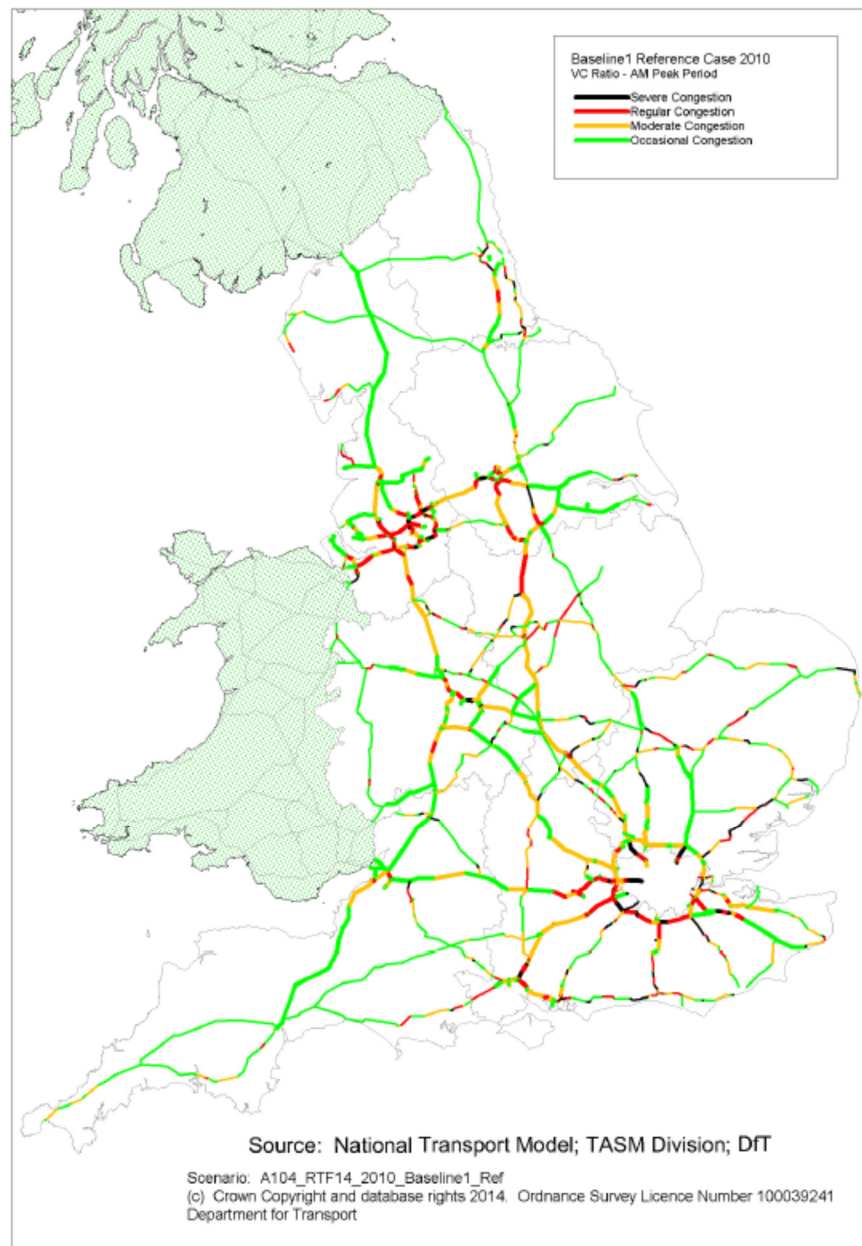 Baseline1 Reference Case 2010
VC Ratio - AM Peak Period
Severe Congestion
Regular Congestion
Moderate Congestion
Occasional Congestion
Source: National Transport Model; TASM Division; DfT
Scenario: A104_RTF14_2010_Baseline1_Ref
(c) Crown Copyright and database rights 2014. Ordnance Survey Licence Number 100039241
Department for Transport